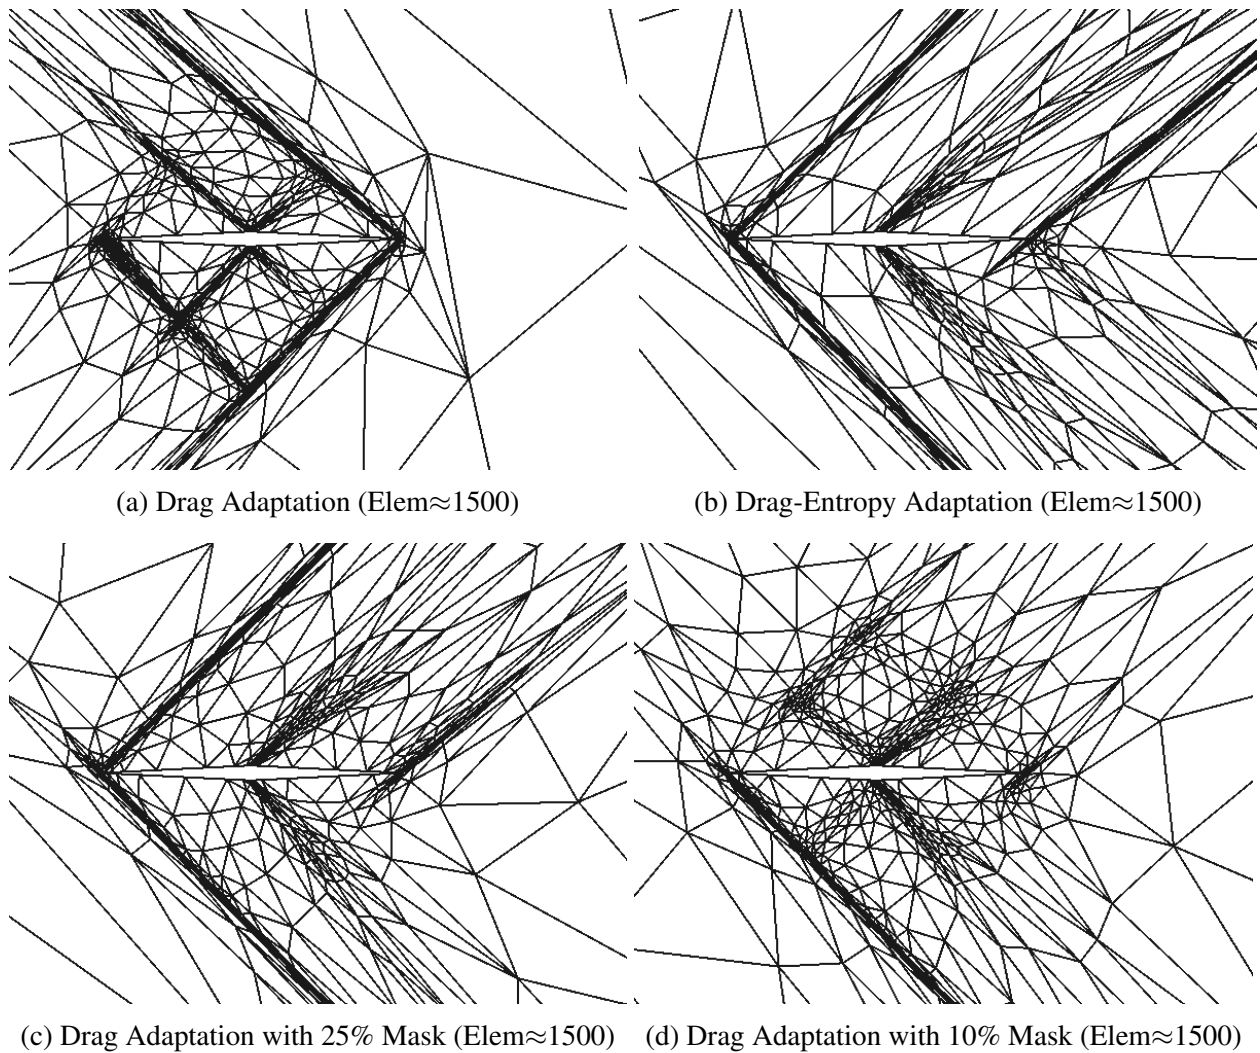 (a) Drag Adaptation (Elem≈1500)
(b) Drag-Entropy Adaptation (Elem≈1500)
(c) Drag Adaptation with 25% Mask (Elem≈1500)
(d) Drag Adaptation with 10% Mask (Elem≈1500)